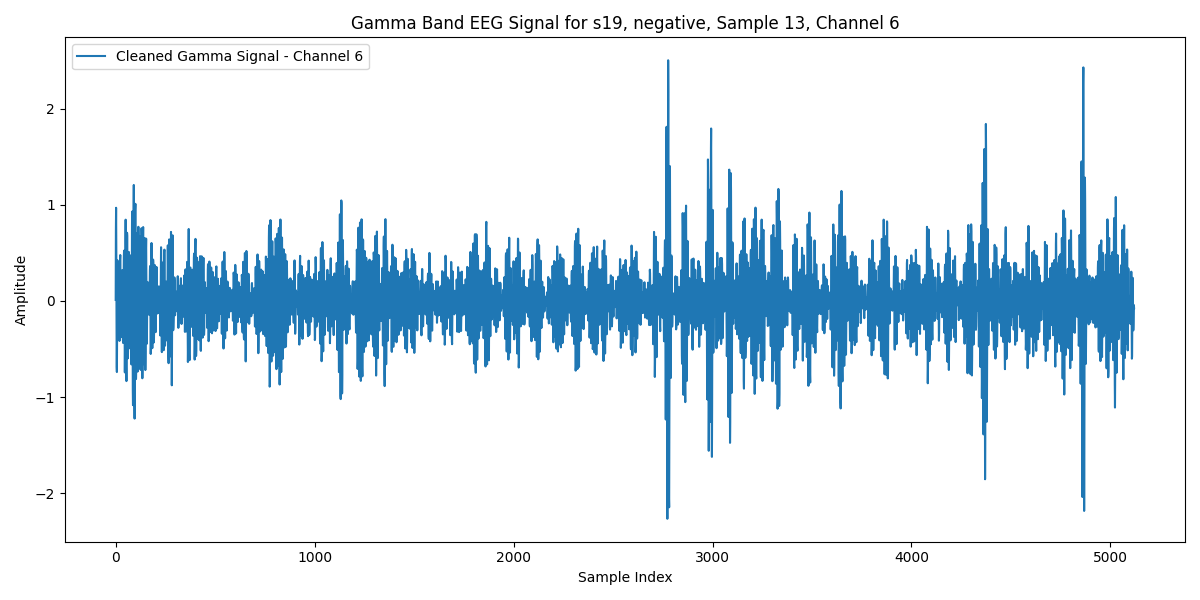 Gamma Band EEG Signal for s19, negative, Sample 13, Channel 6
Cleaned Gamma Signal - Channel 6
2
1
0
−1
−2
Amplitude
0 1000 2000 3000 4000 5000
Sample Index